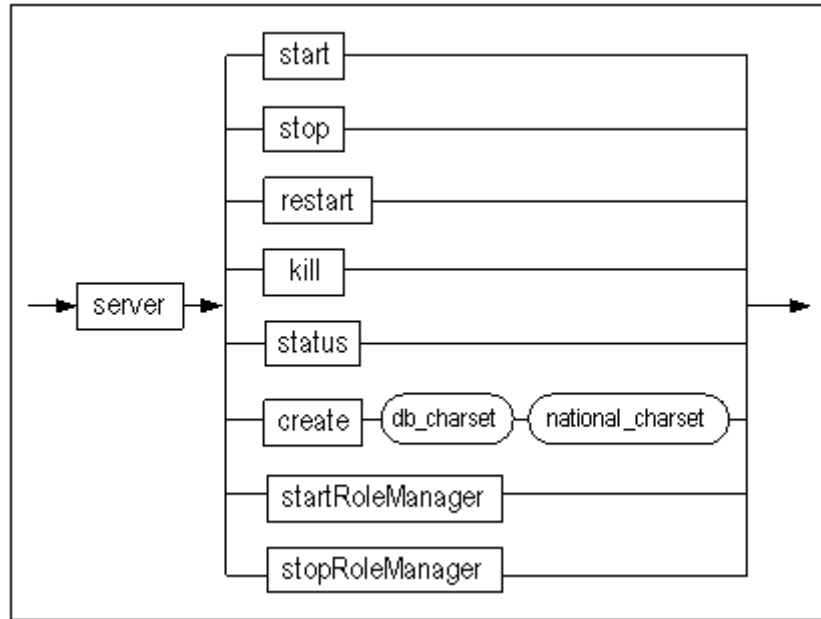 start
stop
restart
kill
server
status
create db_charset national_charset
startRoleManager
stopRoleManager